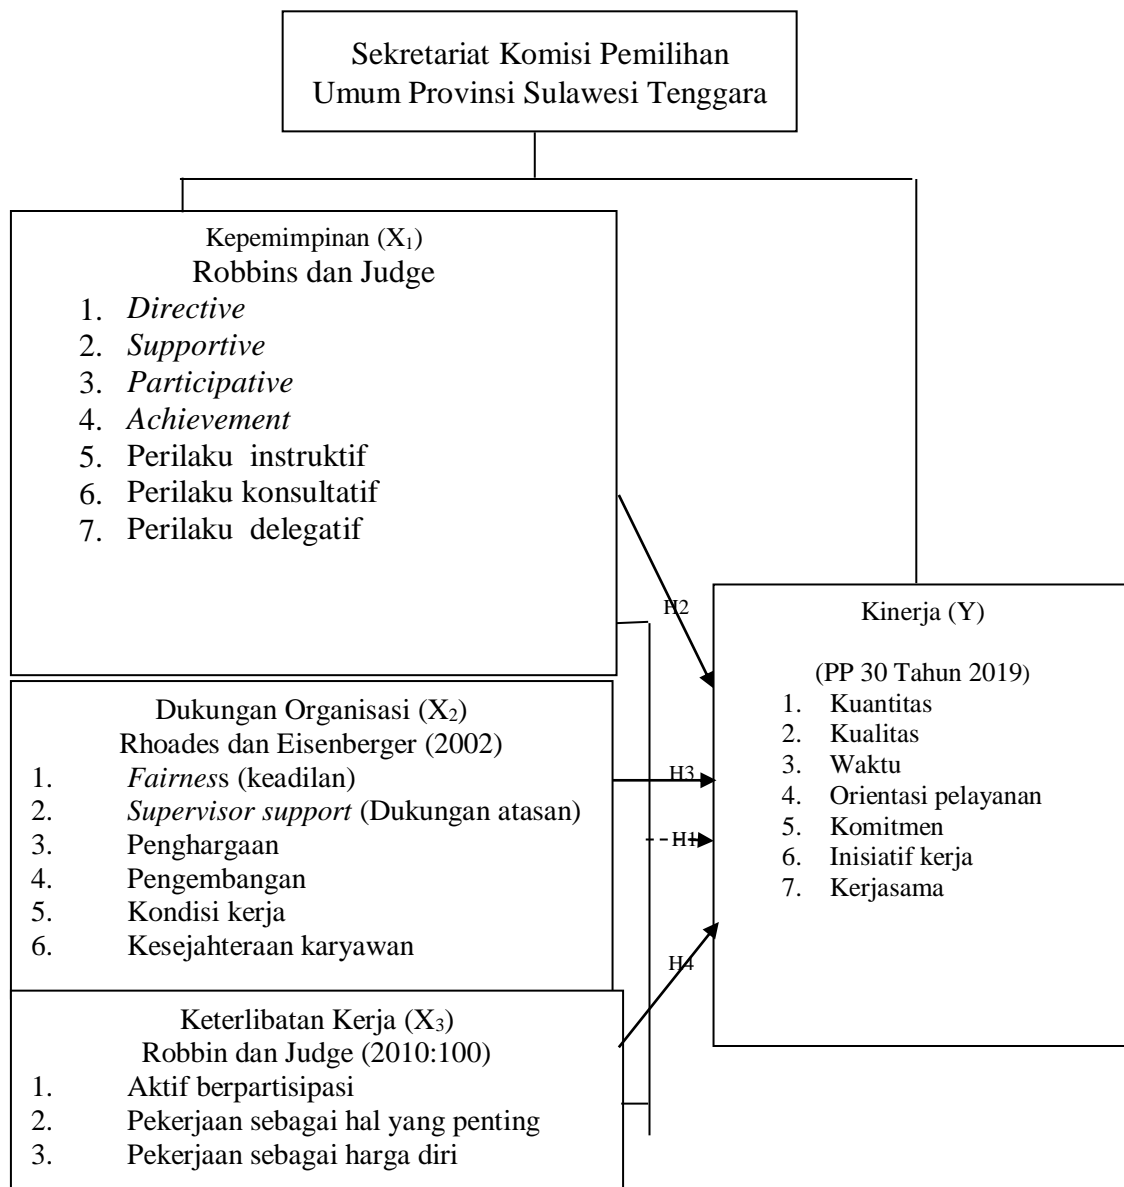 Sekretariat Komisi Pemilihan
Umum Provinsi Sulawesi Tenggara
Kepemimpinan (X₁)
Robbins dan Judge
1. Directive
2. Supportive
3. Participative
4. Achievement
5. Perilaku instruktif
6. Perilaku konsultatif
7. Perilaku delegatif
H2
Kinerja (Y)
(PP 30 Tahun 2019)
1. Kuantitas
2. Kualitas
3. Waktu
4. Orientasi pelayanan
5. Komitmen
6. Inisiatif kerja
7. Kerjasama
Dukungan Organisasi (X₂)
Rhoades dan Eisenberger (2002)
1. Fairness (keadilan)
2. Supervisor support (Dukungan atasan)
3. Penghargaan
4. Pengembangan
5. Kondisi kerja
6. Kesejahteraan karyawan
H3
H1
H4
Keterlibatan Kerja (X₃)
Robbin dan Judge (2010:100)
1. Aktif berpartisipasi
2. Pekerjaan sebagai hal yang penting
3. Pekerjaan sebagai harga diri